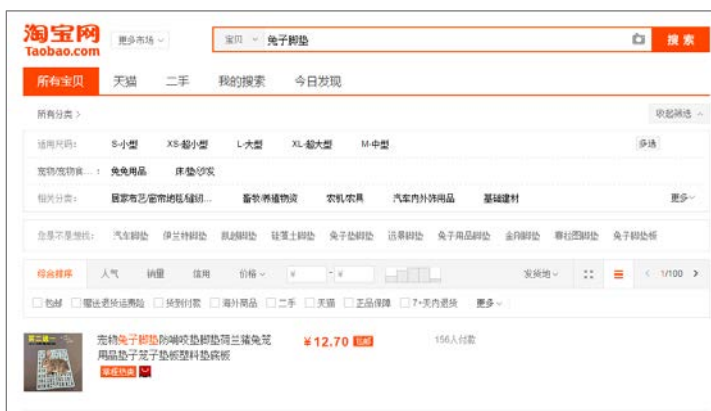 淘宝网
Taobao.com
更多市场
宝贝 兔子脚垫
搜索
所有宝贝 天猫 二手 我的搜索 今日发现
所有分类 >
收起筛选
适用尺码: S-小型 XS-超小型 L-大型 XL-超大型 M-中型 多选
宠物/宠物食...: 兔兔用品 床/垫/沙发
相关分类: 居家布艺/窗帘地毯/缝纫... 畜牧/养殖物资 农机/农具 汽车内外饰用品 基础建材 更多
您是不是想找: 汽车脚垫 伊兰特脚垫 凯越脚垫 硅藻土脚垫 兔子垫脚垫 远景脚垫 兔子用品脚垫 金刚脚垫 赛拉图脚垫 兔子脚垫板
综合排序 人气 销量 信用 价格 ¥ - ¥ 发货地 < 1/100 >
包邮 赠送退货运费险 货到付款 海外商品 二手 天猫 正品保障 7+天内退货 更多
宠物兔子脚垫防啃咬垫脚垫荷兰猪兔笼 ¥12.70 包邮 156人付款
用品垫子笼子垫板塑料垫底板
掌柜热卖